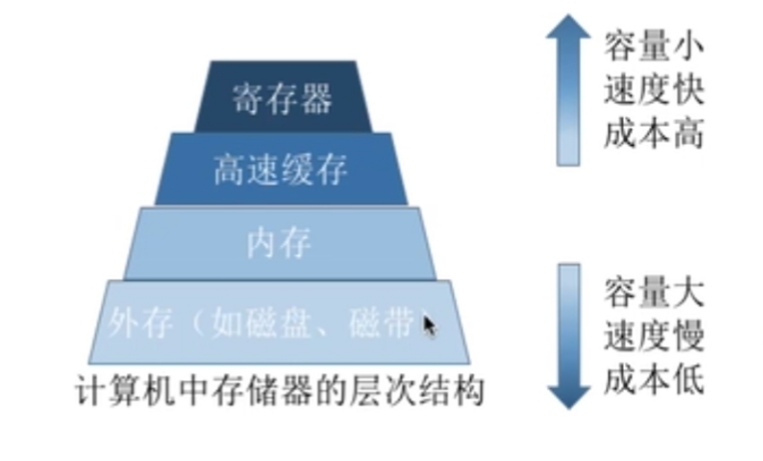 寄存器
高速缓存
内存
外存（如磁盘、磁带）
计算机中存储器的层次结构
容量小
速度快
成本高
容量大
速度慢
成本低